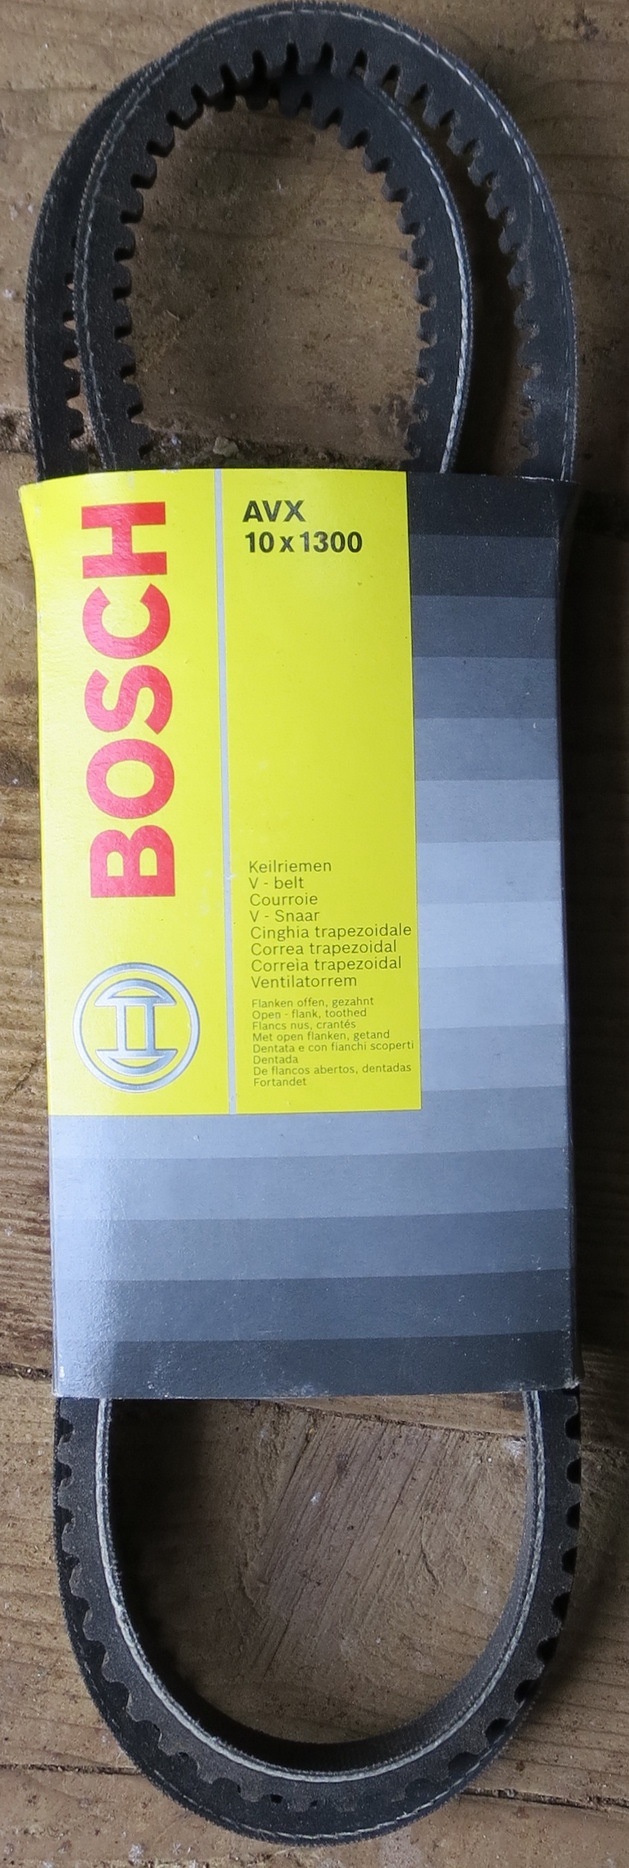 BOSCH
AVX
10 x 1300
Keilriemen
V - belt
Courroie
V - Snaar
Cinghia trapezoidale
Correa trapezoidal
Correia trapezoidal
Ventilatorrem
Flanken offen, gezahnt
Open - flank, toothed
Flancs nus, crantés
Met open flanken, getand
Dentata e con fianchi scoperti
Dentada
De flancos abertos, dentadas
Fortandet